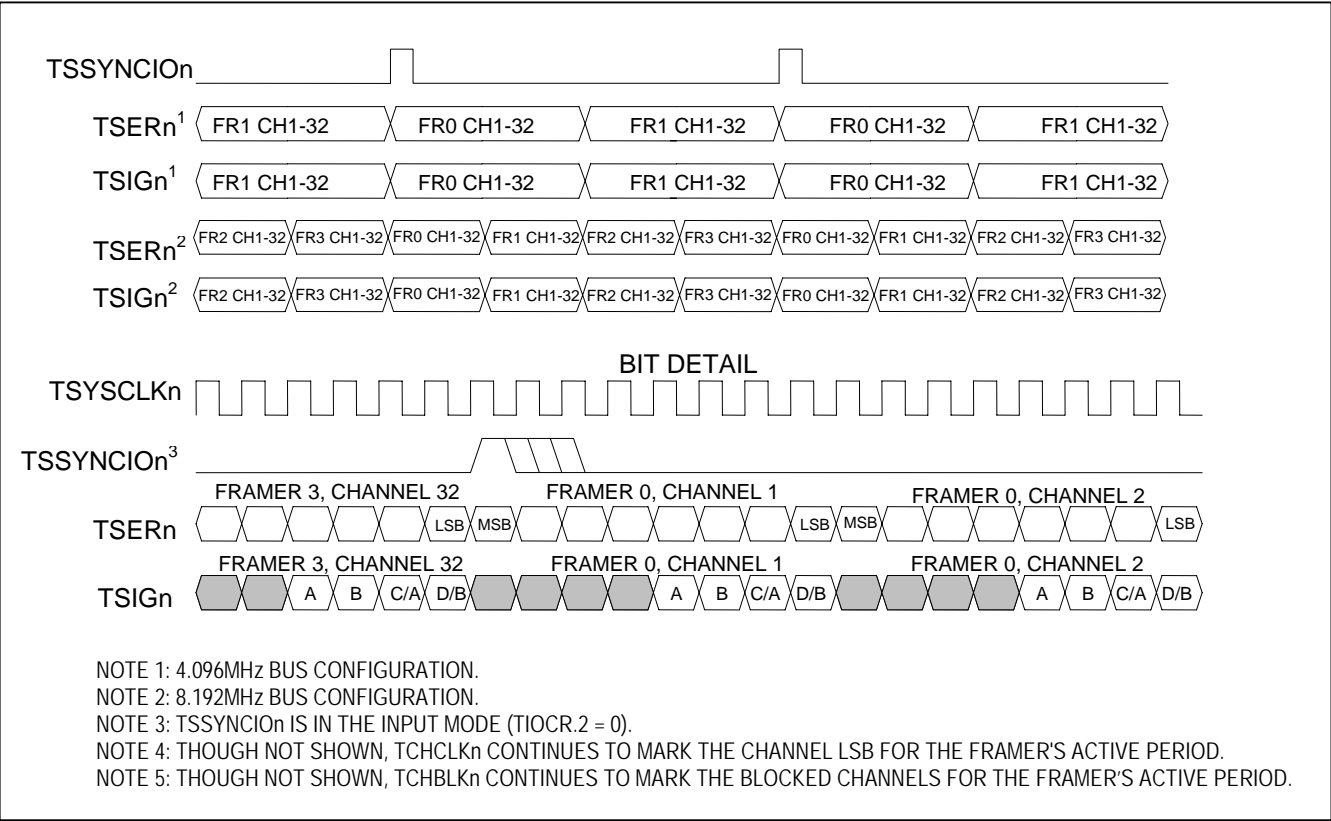 TSSYNCIOn
TSERn1 FR1 CH1-32 FR0 CH1-32 FR1 CH1-32 FR0 CH1-32 FR1 CH1-32
TSIGn1 FR1 CH1-32 FR0 CH1-32 FR1 CH1-32 FR0 CH1-32 FR1 CH1-32
TSERn2 FR2 CH1-32 FR3 CH1-32 FR0 CH1-32 FR1 CH1-32 FR2 CH1-32 FR3 CH1-32 FR0 CH1-32 FR1 CH1-32 FR2 CH1-32 FR3 CH1-32
TSIGn2 FR2 CH1-32 FR3 CH1-32 FR0 CH1-32 FR1 CH1-32 FR2 CH1-32 FR3 CH1-32 FR0 CH1-32 FR1 CH1-32 FR2 CH1-32 FR3 CH1-32
BIT DETAIL
TSYSCLKn
TSSYNCIOn3
FRAMER 3, CHANNEL 32 FRAMER 0, CHANNEL 1 FRAMER 0, CHANNEL 2
TSERn LSB MSB LSB MSB LSB
FRAMER 3, CHANNEL 32 FRAMER 0, CHANNEL 1 FRAMER 0, CHANNEL 2
TSIGn A B C/A D/B A B C/A D/B A B C/A D/B
NOTE 1: 4.096MHz BUS CONFIGURATION.
NOTE 2: 8.192MHz BUS CONFIGURATION.
NOTE 3: TSSYNCIOn IS IN THE INPUT MODE (TIOCR.2 = 0).
NOTE 4: THOUGH NOT SHOWN, TCHCLKn CONTINUES TO MARK THE CHANNEL LSB FOR THE FRAMER'S ACTIVE PERIOD.
NOTE 5: THOUGH NOT SHOWN, TCHBLKn CONTINUES TO MARK THE BLOCKED CHANNELS FOR THE FRAMER'S ACTIVE PERIOD.